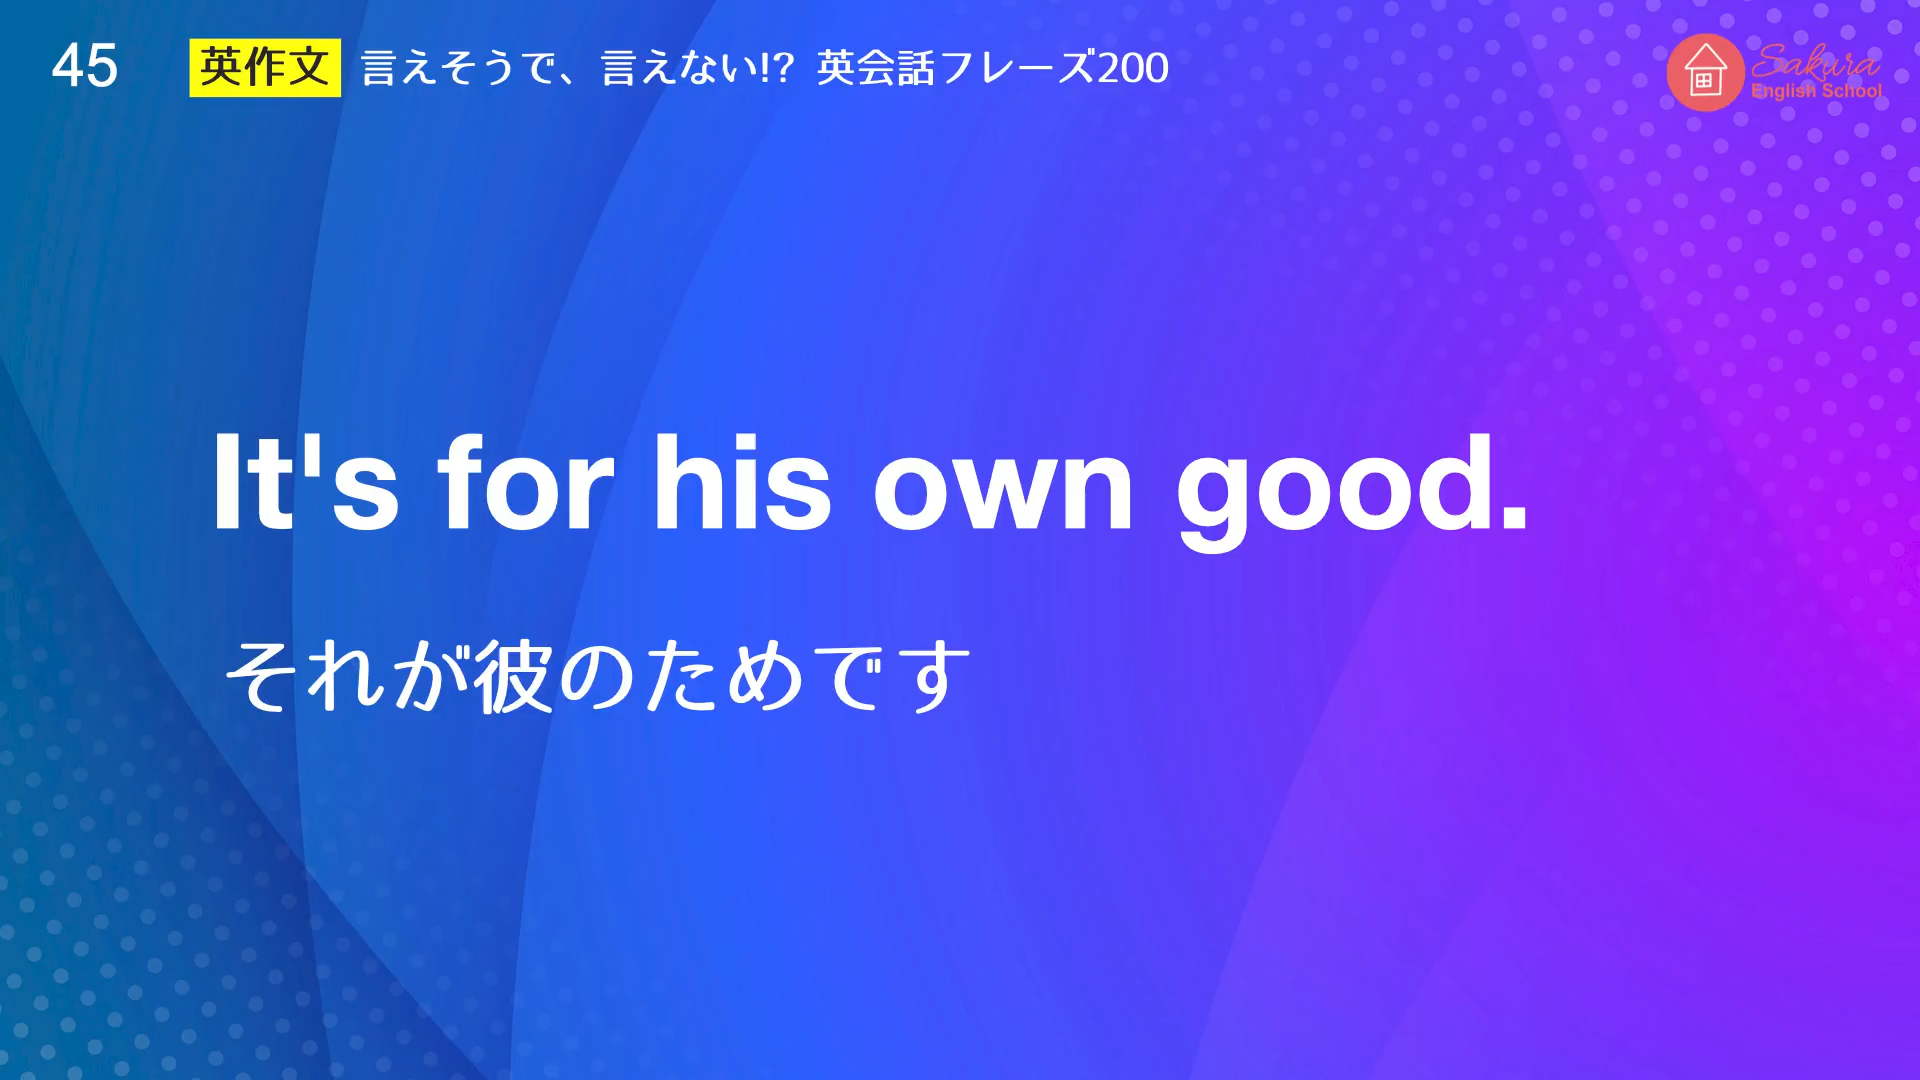 45 英作文 言えそうで、言えない!? 英会話フレーズ200
Sakura
English School
It's for his own good.
それが彼のためです